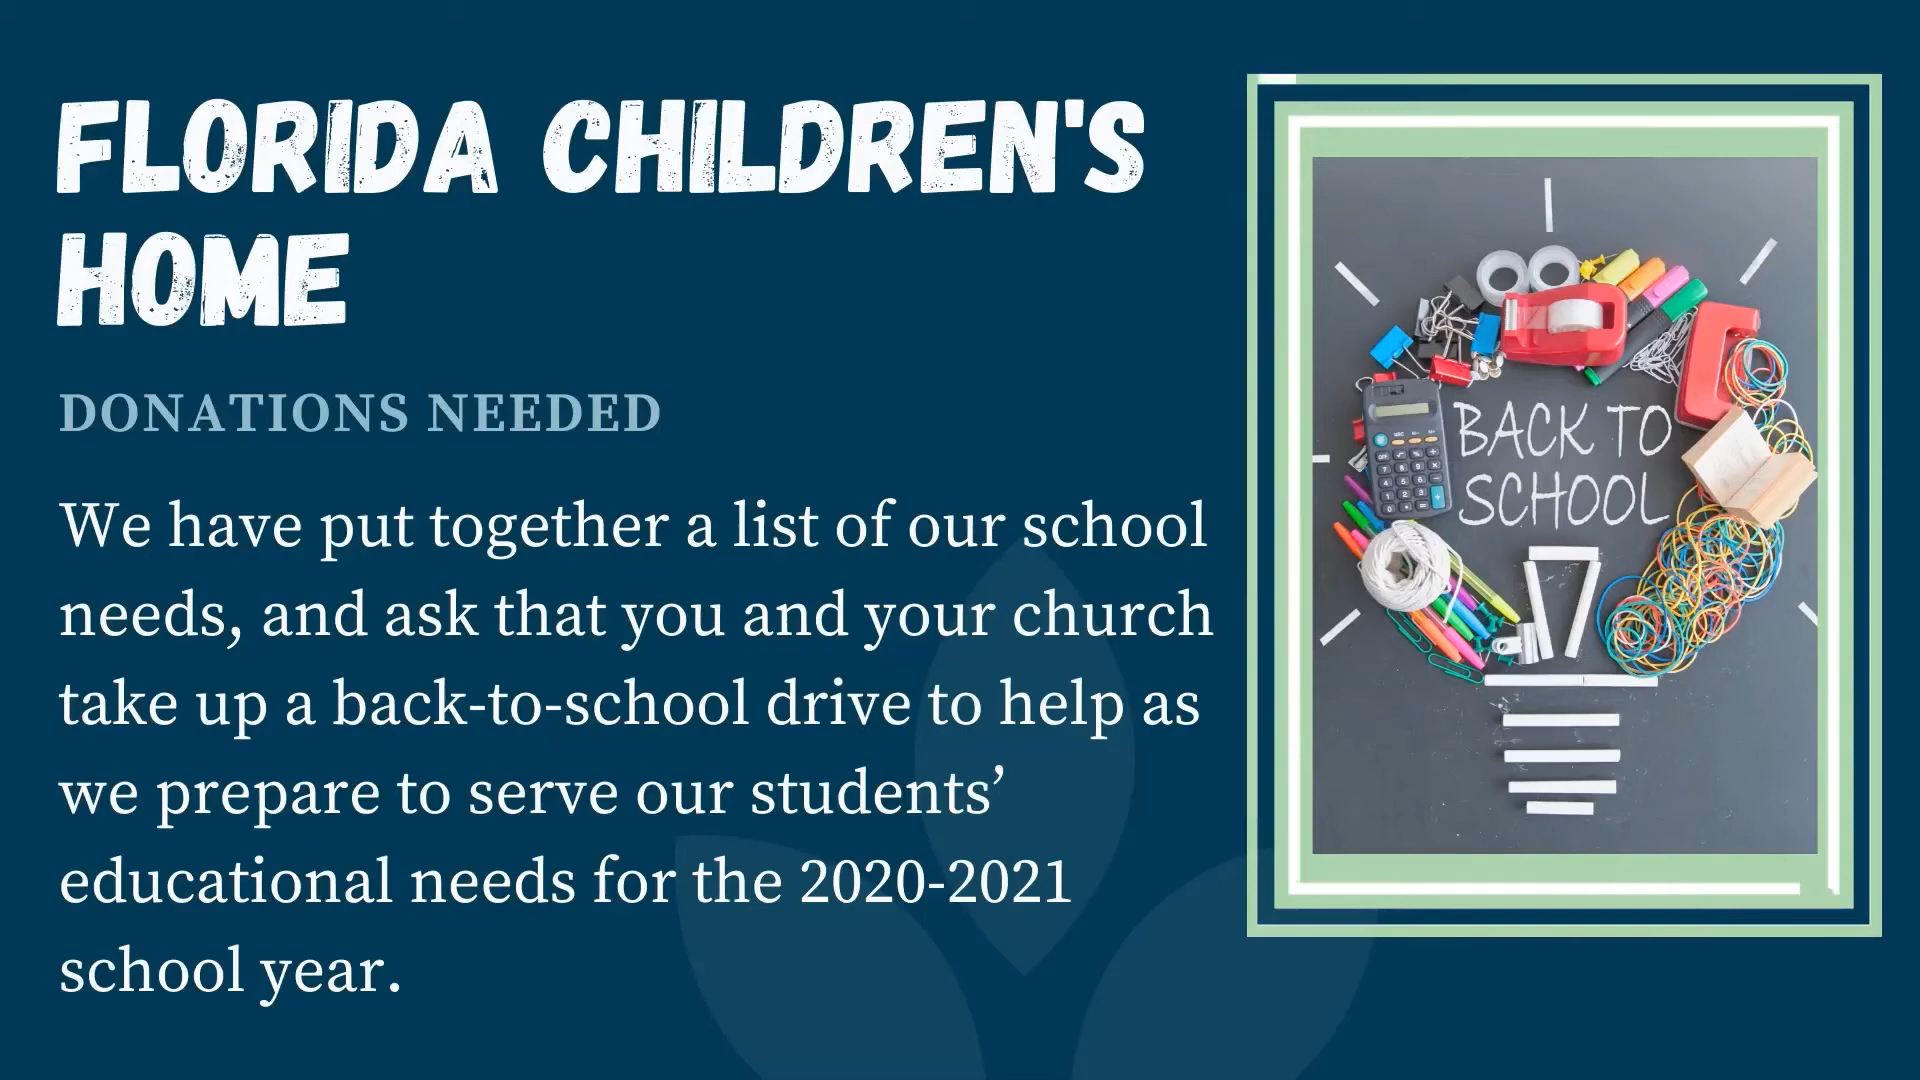 FLORIDA CHILDREN'S
HOME
DONATIONS NEEDED
We have put together a list of our school
needs, and ask that you and your church
take up a back-to-school drive to help as
we prepare to serve our students’
educational needs for the 2020-2021
school year.
BACK TO
SCHOOL